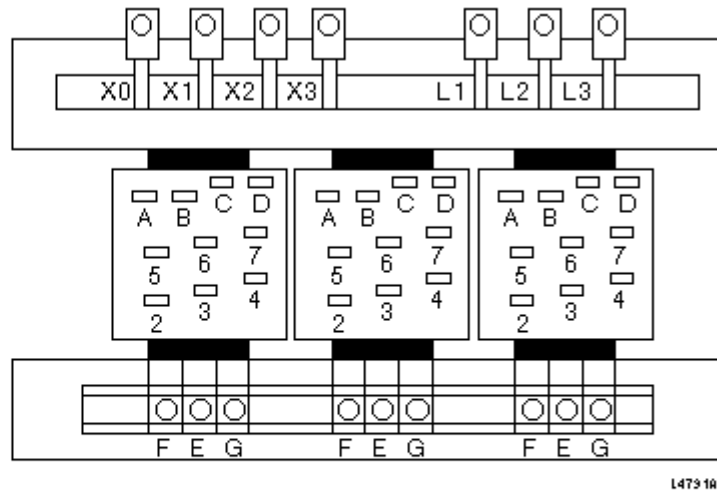 X0 X1 X2 X3 L1 L2 L3
C D C D C D
A B A B A B
6 7 6 7 6 7
5 5 5
3 4 3 4 3 4
2 2 2
F E G F E G F E G
L4791A